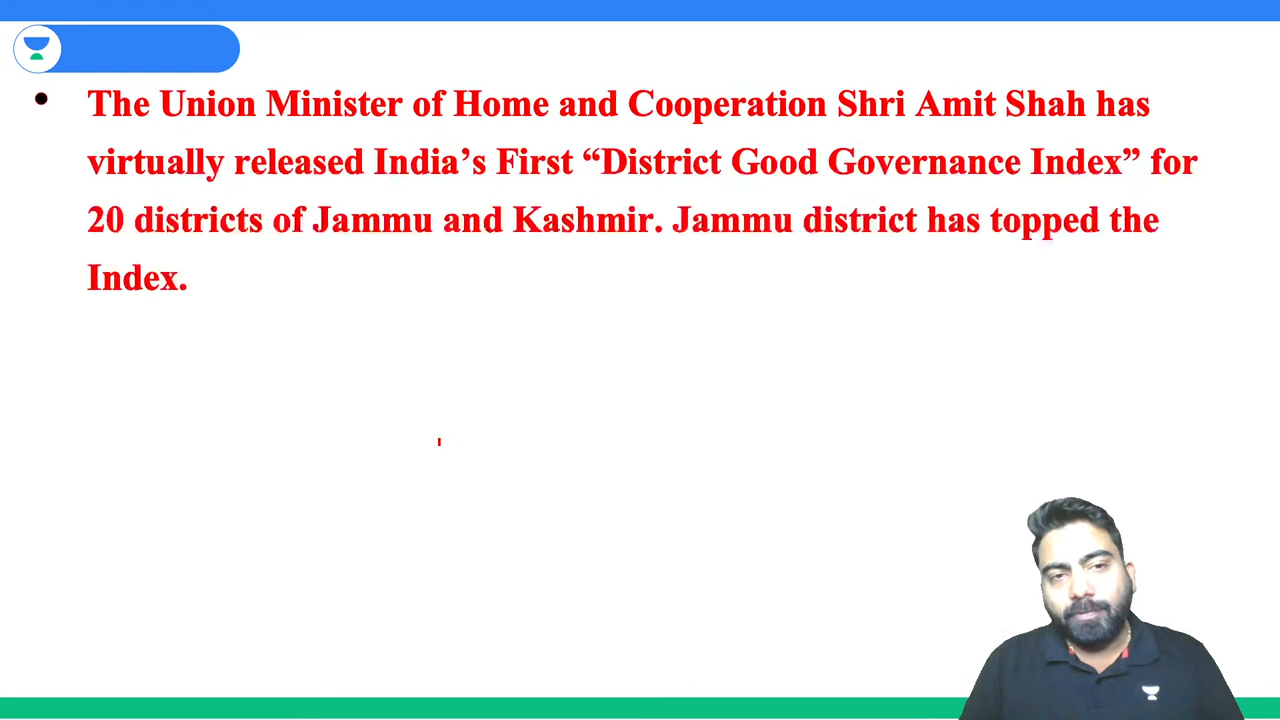 • The Union Minister of Home and Cooperation Shri Amit Shah has
virtually released India’s First “District Good Governance Index” for
20 districts of Jammu and Kashmir. Jammu district has topped the
Index.